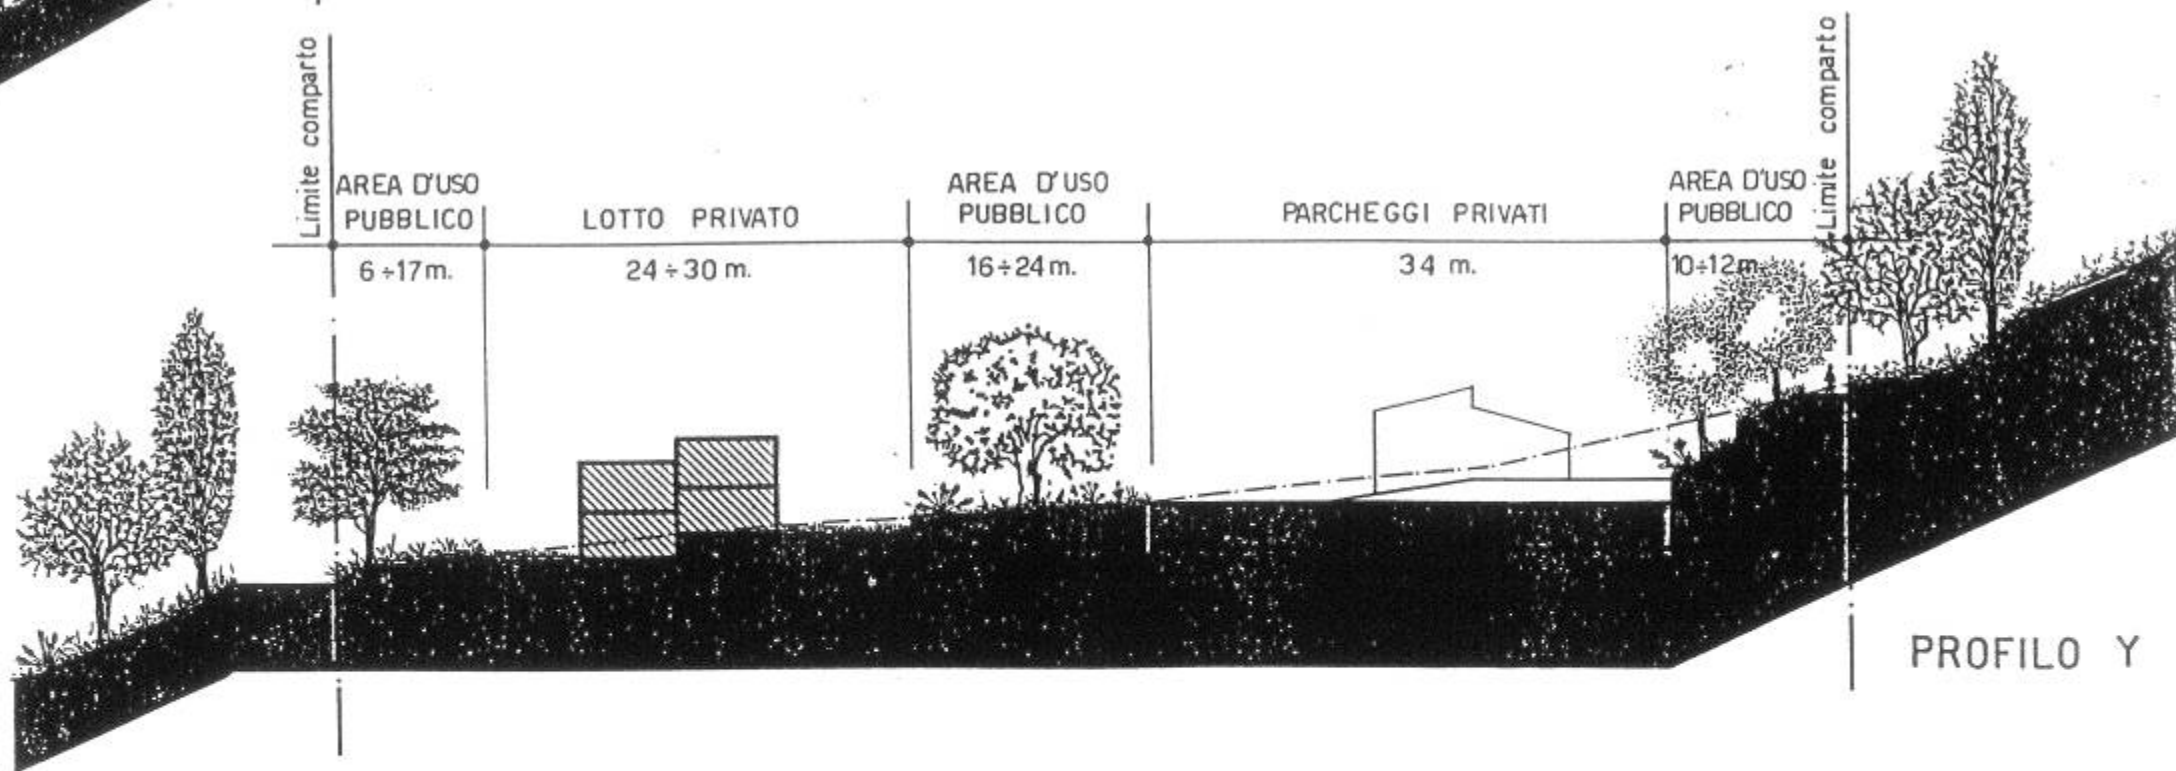 Limite comparto
AREA D'USO
PUBBLICO
6÷17m.
LOTTO PRIVATO
24÷30 m.
AREA D'USO
PUBBLICO
16÷24m.
PARCHEGGI PRIVATI
34 m.
AREA D'USO
PUBBLICO
10÷12m.
Limite comparto
PROFILO Y